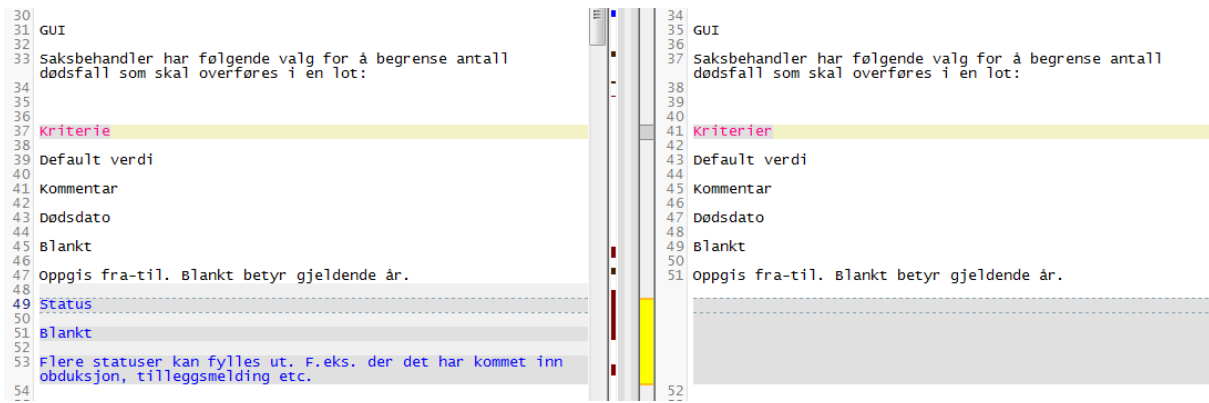 30
31 GUI
32
33 Saksbehandler har følgende valg for å begrense antall
dødsfall som skal overføres i en lot:
34
35
36
37 Kriterie
38
39 Default verdi
40
41 Kommentar
42
43 Dødsdato
44
45 Blankt
46
47 Oppgis fra-til. Blankt betyr gjeldende år.
48
49 Status
50
51 Blankt
52
53 Flere statuser kan fylles ut. F.eks. der det har kommet inn
obduksjon, tilleggsmelding etc.
54
34
35 GUI
36
37 Saksbehandler har følgende valg for å begrense antall
dødsfall som skal overføres i en lot:
38
39
40
41 Kriterier
42
43 Default verdi
44
45 Kommentar
46
47 Dødsdato
48
49 Blankt
50
51 Oppgis fra-til. Blankt betyr gjeldende år.
52